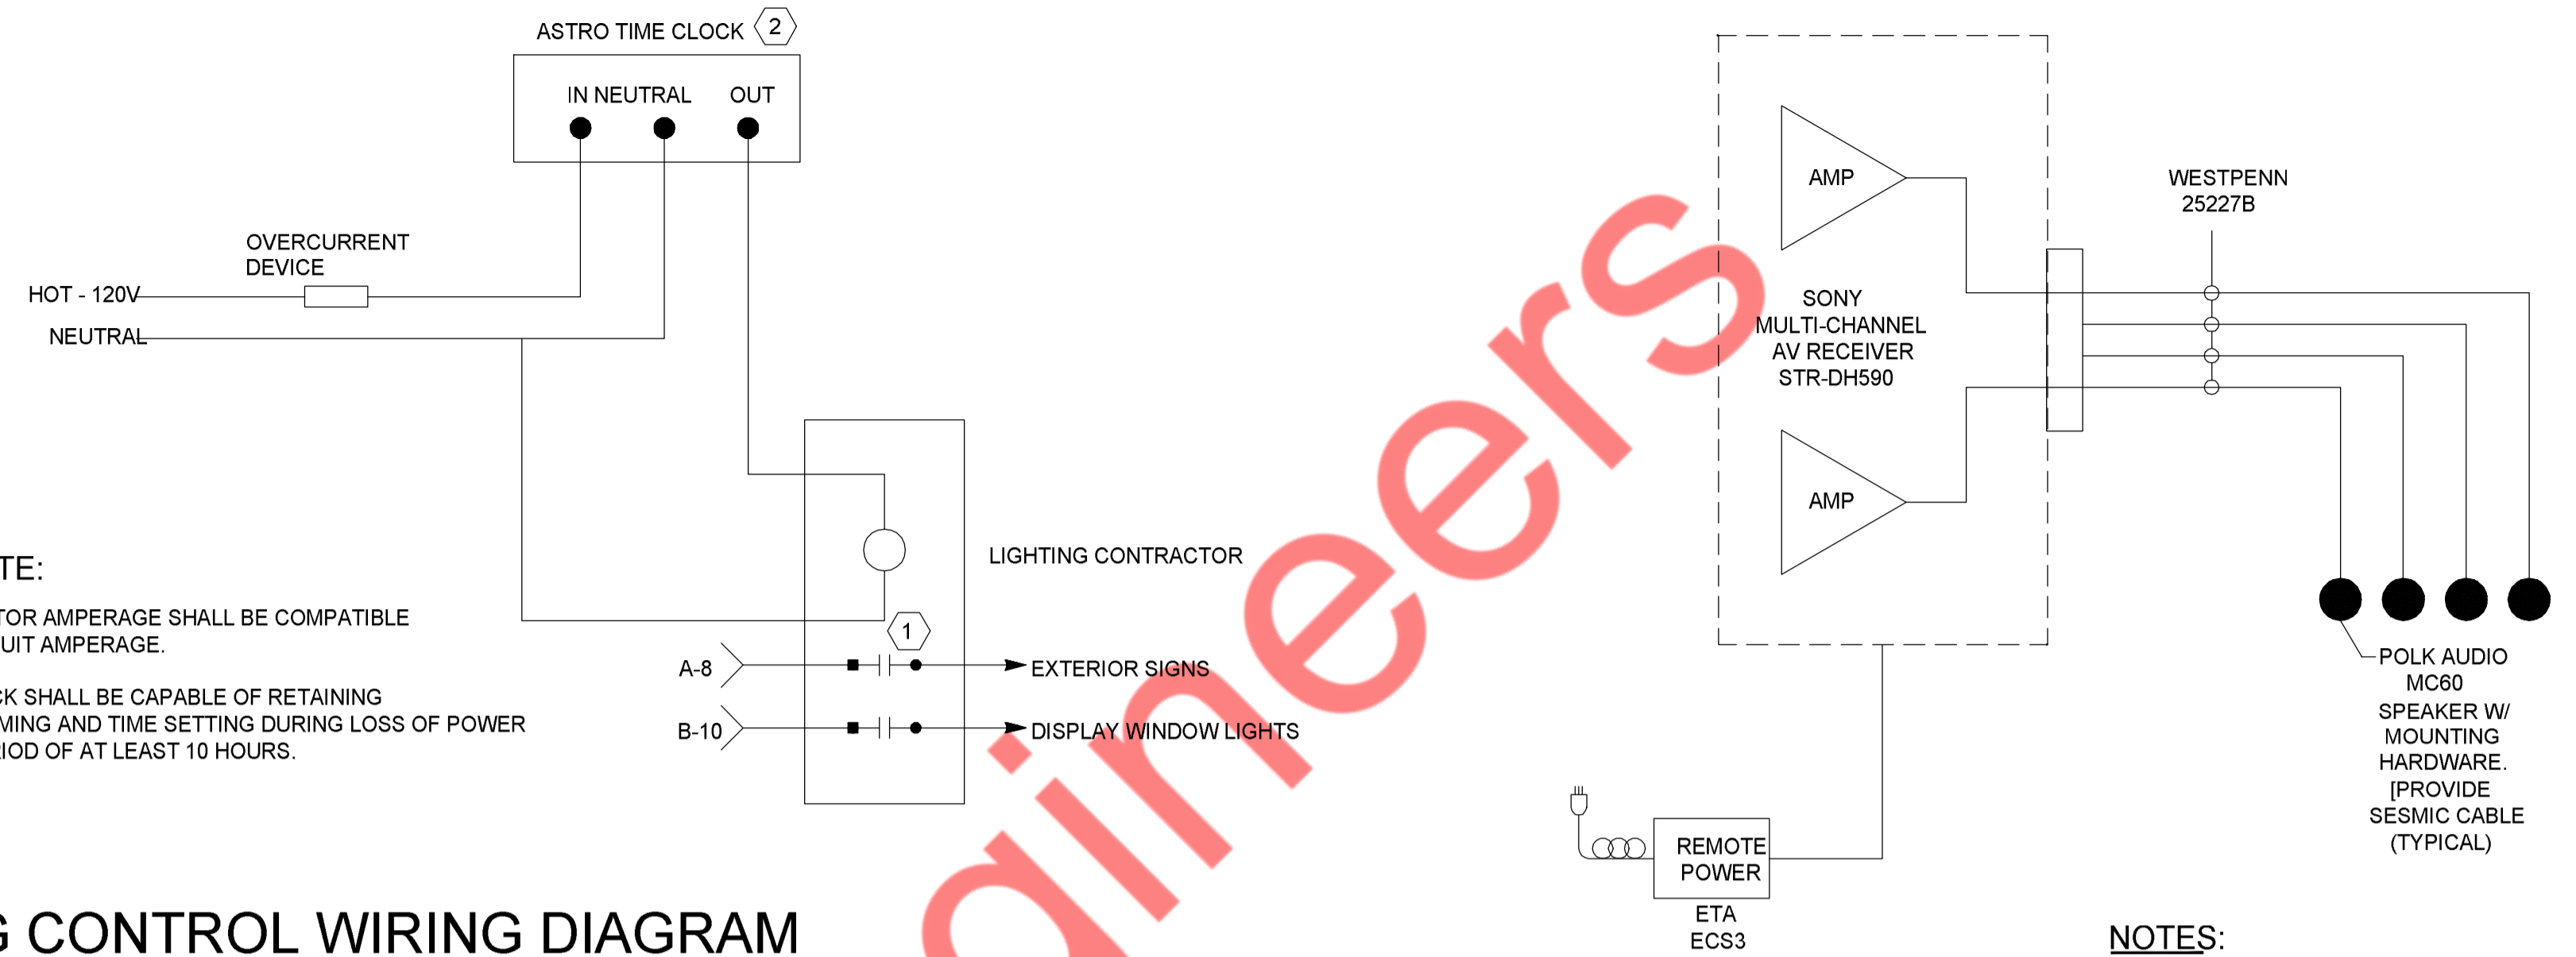 ASTRO TIME CLOCK 2
IN NEUTRAL OUT
OVERCURRENT
DEVICE
HOT - 120V
NEUTRAL
LIGHTING CONTRACTOR
1
A-8
EXTERIOR SIGNS
B-10
DISPLAY WINDOW LIGHTS
TE:
TOR AMPERAGE SHALL BE COMPATIBLE
UIT AMPERAGE.
CK SHALL BE CAPABLE OF RETAINING
MING AND TIME SETTING DURING LOSS OF POWER
RIOD OF AT LEAST 10 HOURS.
G CONTROL WIRING DIAGRAM
AMP
SONY
MULTI-CHANNEL
AV RECEIVER
STR-DH590
AMP
WESTPENN
25227B
POLK AUDIO
MC60
SPEAKER W/
MOUNTING
HARDWARE.
[PROVIDE
SESMIC CABLE
(TYPICAL)
REMOTE
POWER
ETA
ECS3
NOTES:
gineers